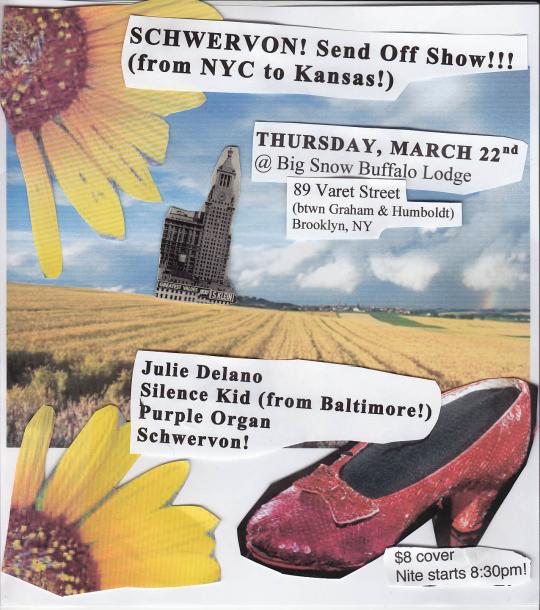 SCHWERVON! Send Off Show!!!
(from NYC to Kansas!)
THURSDAY, MARCH 22nd
@ Big Snow Buffalo Lodge
89 Varet Street
(btwn Graham & Humboldt)
Brooklyn, NY
S. KLEIN
Julie Delano
Silence Kid (from Baltimore!)
Purple Organ
Schwervon!
$8 cover
Nite starts 8:30pm!